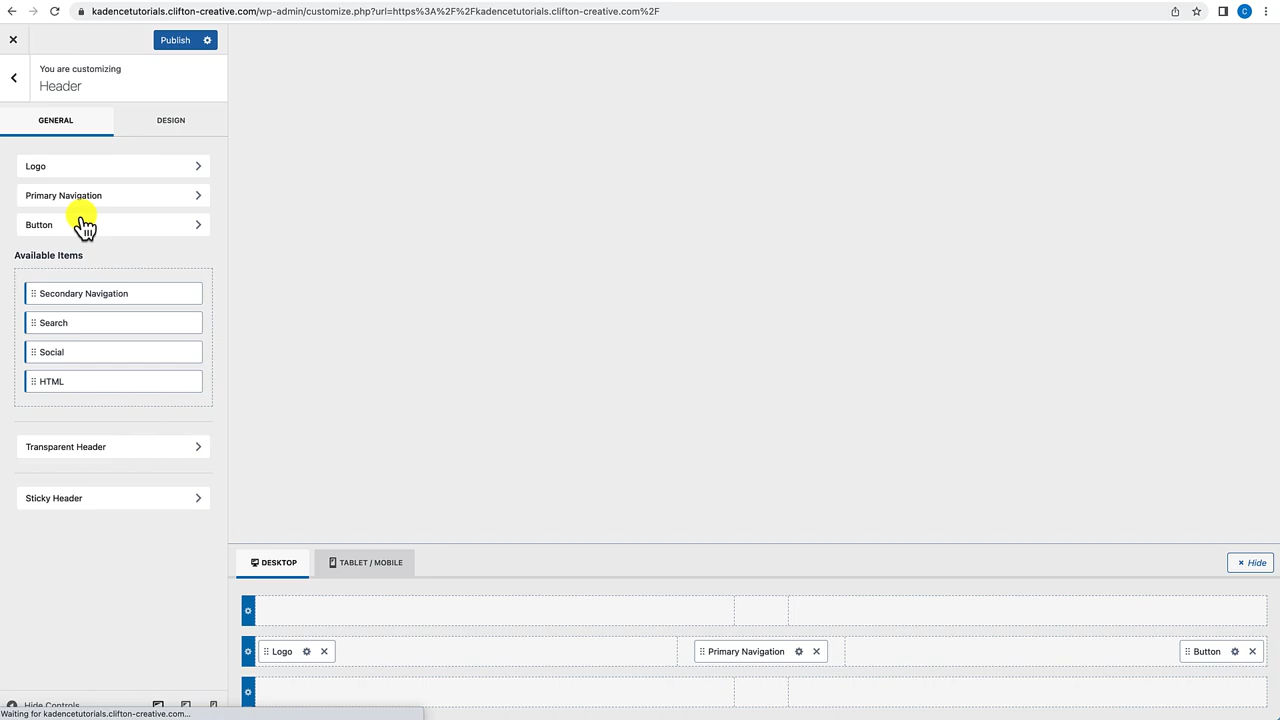 kadencetutorials.clifton-creative.com/wp-admin/customize.php?url=https%3A%2F%2Fkadencetutorials.clifton-creative.com%2F
C
Publish
You are customizing
Header
GENERAL
DESIGN
Logo
Primary Navigation
Button
Available Items
Secondary Navigation
Search
Social
HTML
Transparent Header
Sticky Header
DESKTOP
TABLET / MOBILE
× Hide
Logo
Primary Navigation
Button
Hide Controls
Waiting for kadencetutorials.clifton-creative.com...